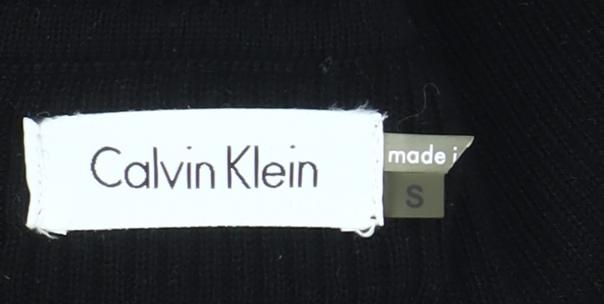 Calvin Klein
made i
S